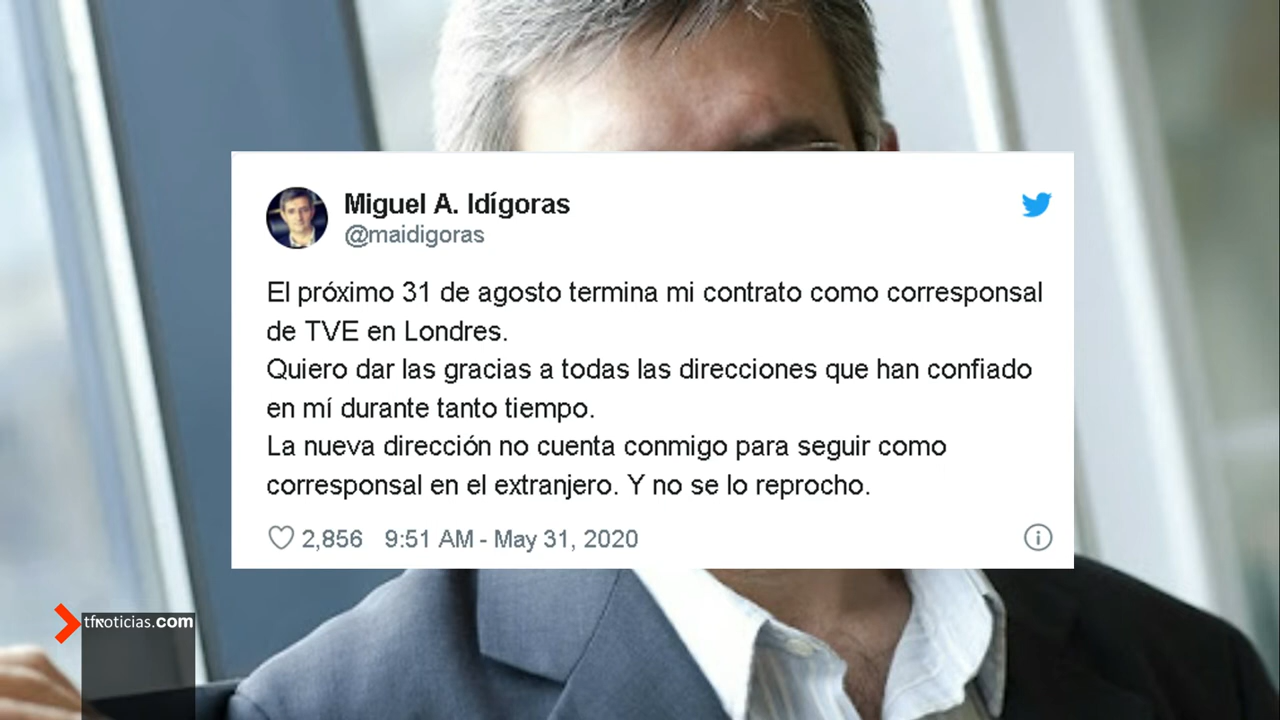 Miguel A. Idígoras
@maidigoras
El próximo 31 de agosto termina mi contrato como corresponsal
de TVE en Londres.
Quiero dar las gracias a todas las direcciones que han confiado
en mí durante tanto tiempo.
La nueva dirección no cuenta conmigo para seguir como
corresponsal en el extranjero. Y no se lo reprocho.
2,856 9:51 AM - May 31, 2020
tfnoticias.com